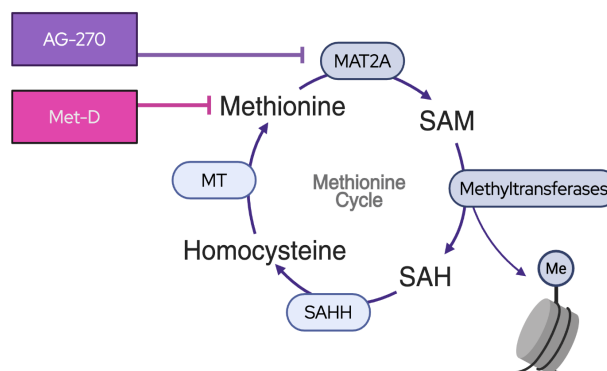 AG-270
MAT2A
Met-D
Methionine
SAM
MT
Methionine
Cycle
Methyltransferases
Homocysteine
SAH
Me
SAHH